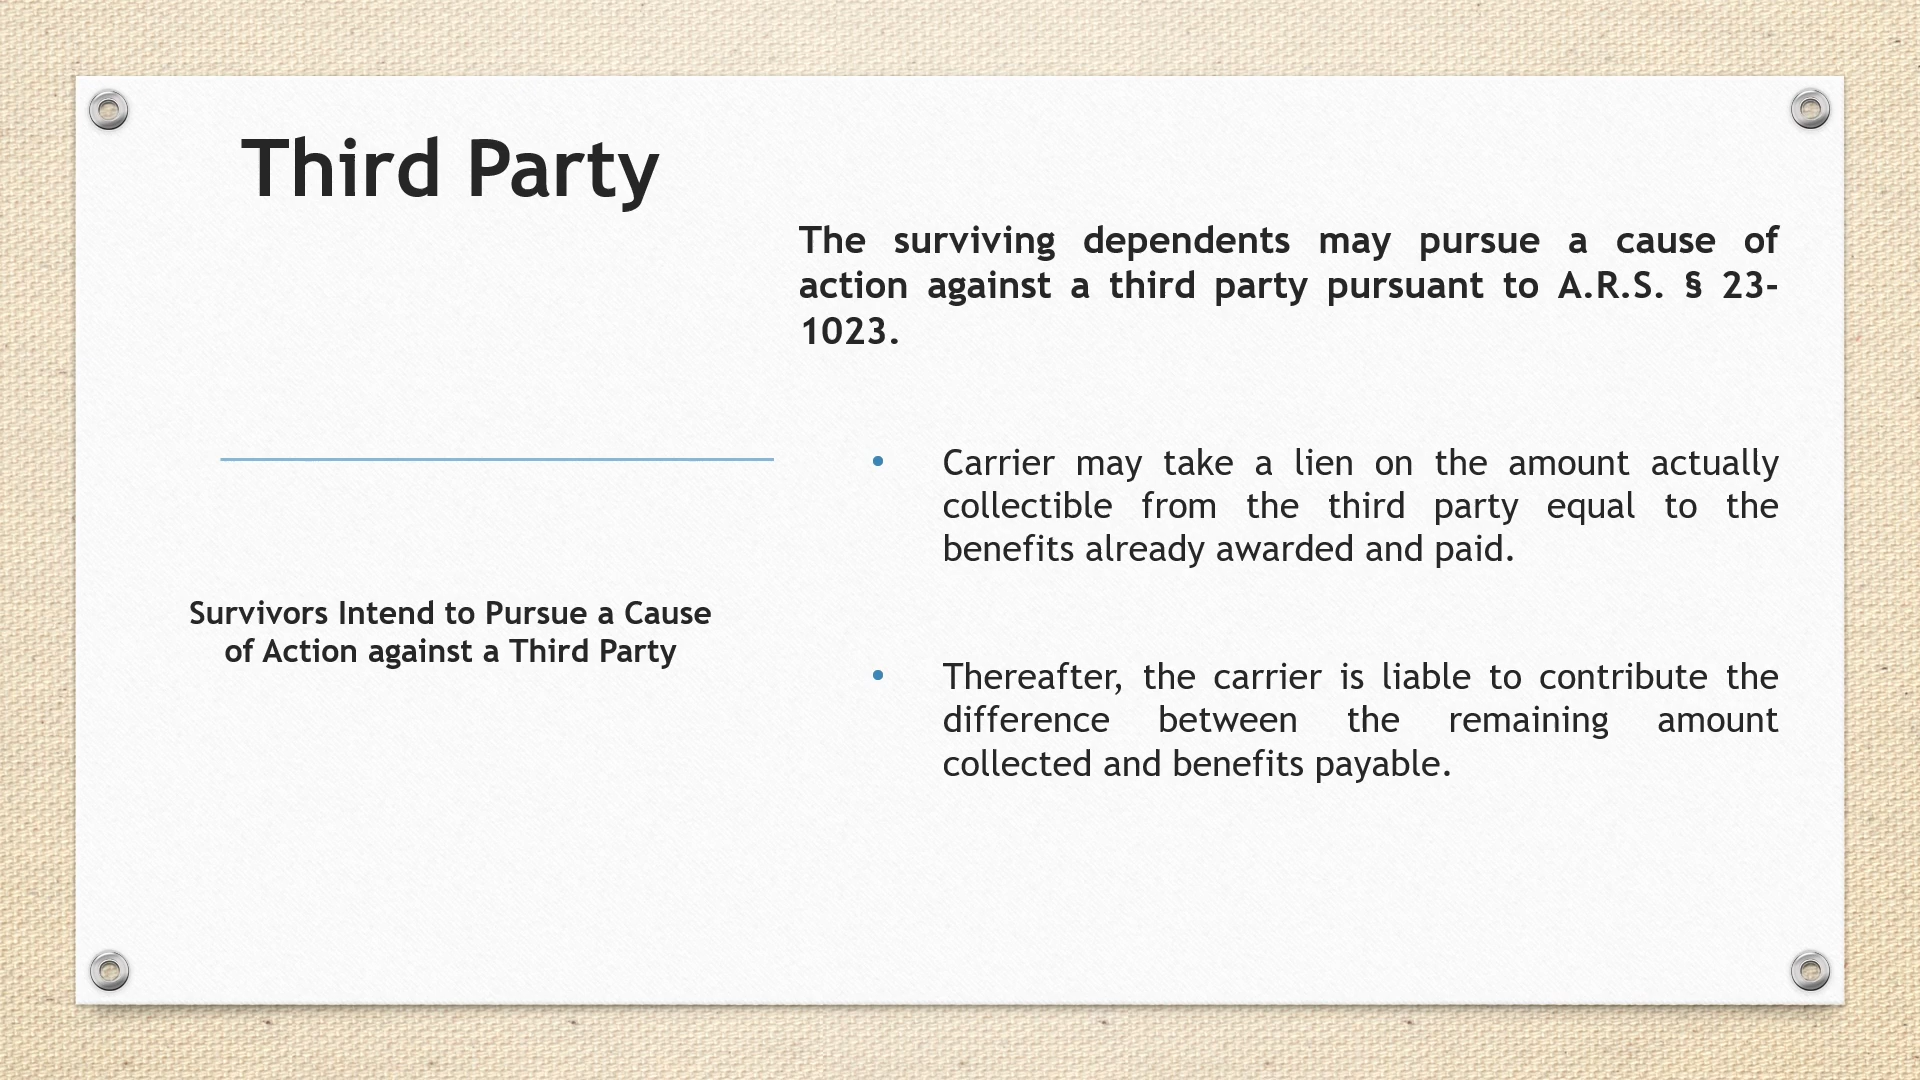 Third Party
Survivors Intend to Pursue a Cause
of Action against a Third Party
The surviving dependents may pursue a cause of
action against a third party pursuant to A.R.S. § 23-
1023.
• Carrier may take a lien on the amount actually
collectible from the third party equal to the
benefits already awarded and paid.
• Thereafter, the carrier is liable to contribute the
difference between the remaining amount
collected and benefits payable.